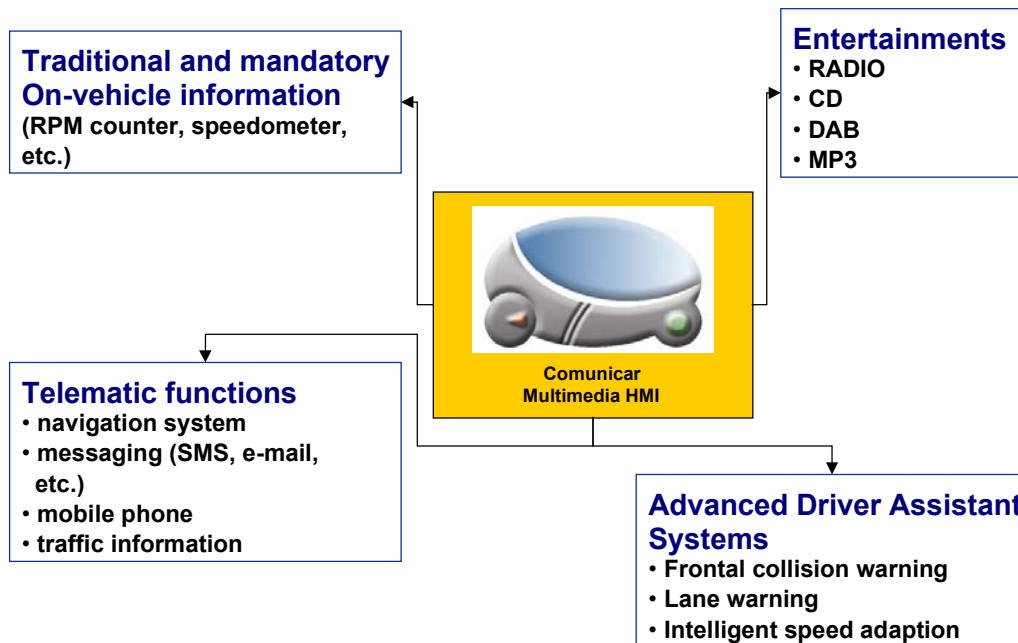 Traditional and mandatory
On-vehicle information
(RPM counter, speedometer,
etc.)
Entertainments
• RADIO
• CD
• DAB
• MP3
Comunicar
Multimedia HMI
Telematic functions
• navigation system
• messaging (SMS, e-mail,
etc.)
• mobile phone
• traffic information
Advanced Driver Assistant
Systems
• Frontal collision warning
• Lane warning
• Intelligent speed adaption